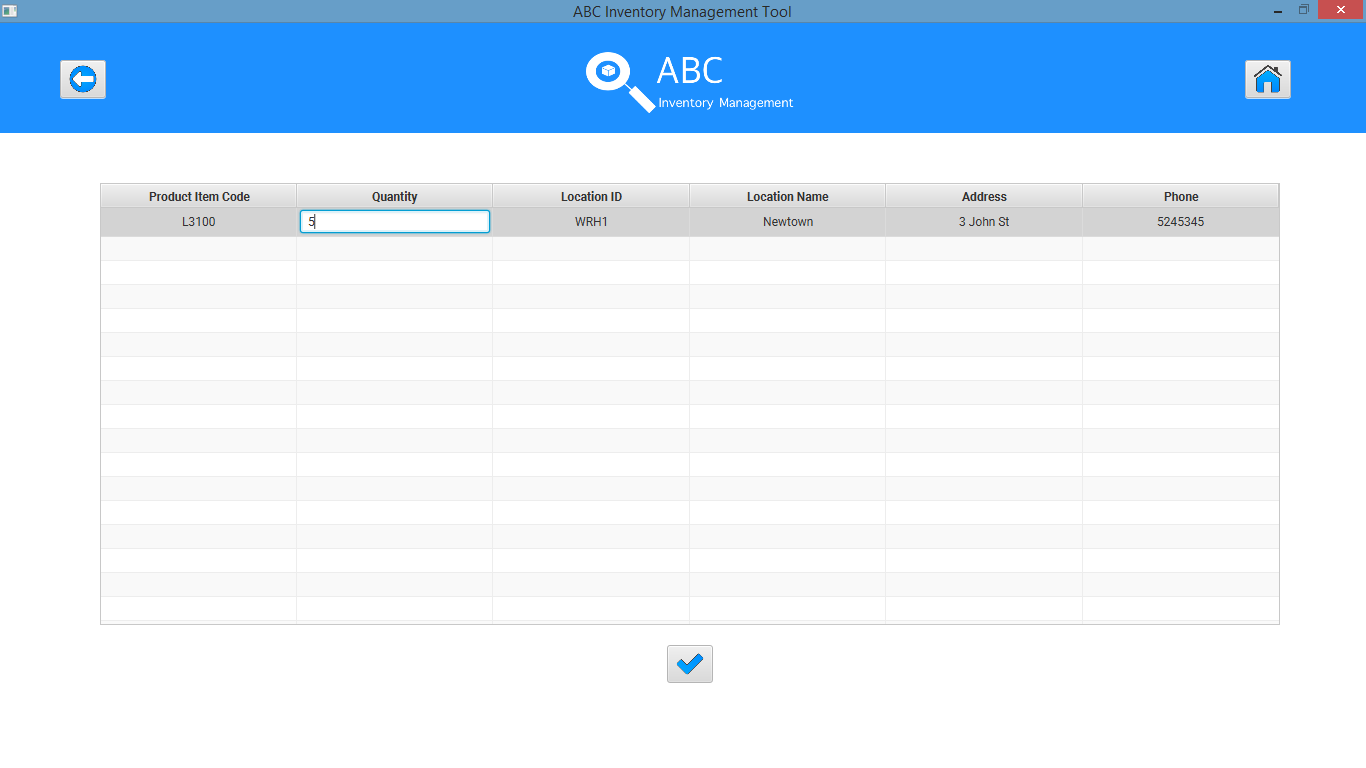 ABC Inventory Management Tool
ABC
Inventory Management
Product Item Code Quantity Location ID Location Name Address Phone
L3100 5 WRH1 Newtown 3 John St 5245345